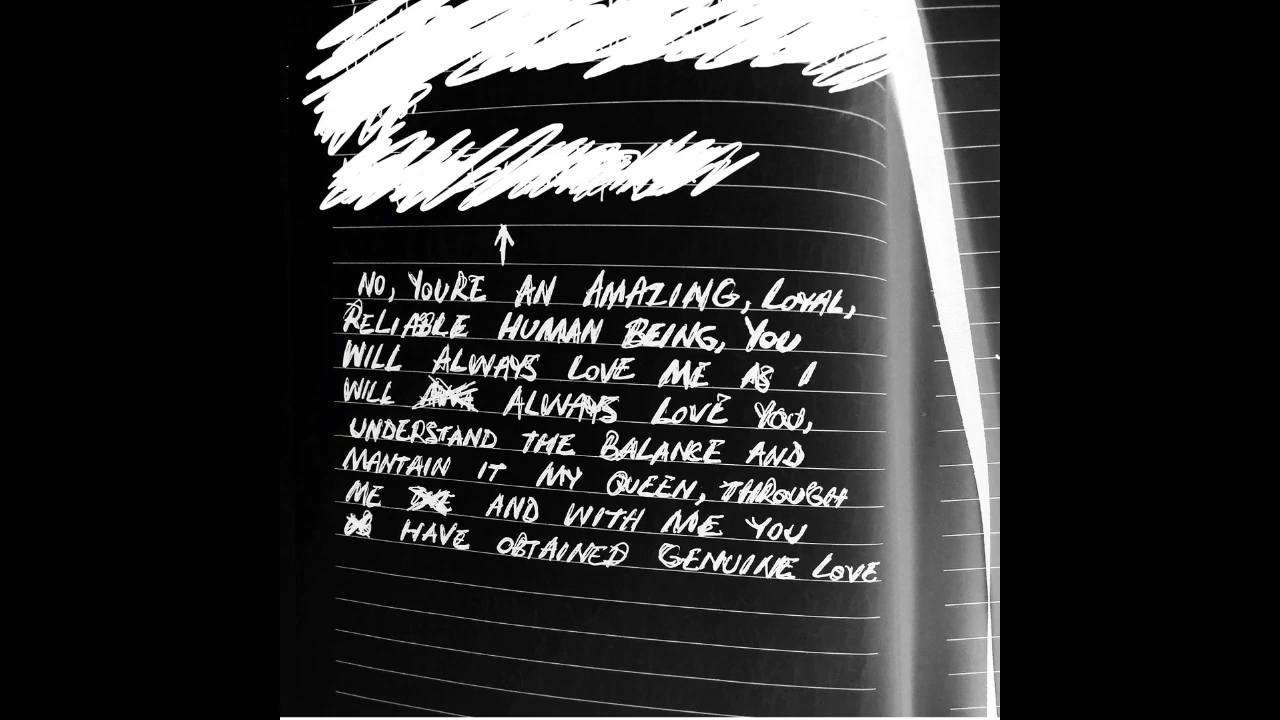 NO, YOURE AN AMAZING, LOYAL,
RELIABLE HUMAN BEING, YOU
WILL ALWAYS LOVE ME AS I
WILL ALWAYS LOVE YOU,
UNDERSTAND THE BALANCE AND
MANTAIN IT MY QUEEN, THROUGH
ME AND WITH ME YOU
HAVE OBTAINED GENUINE LOVE